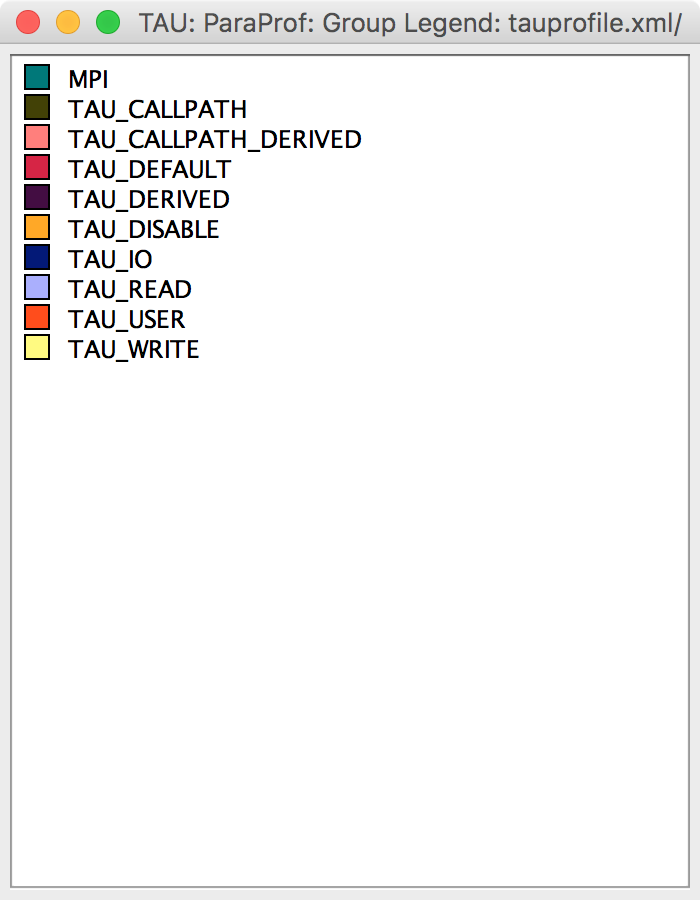 TAU: ParaProf: Group Legend: tauprofile.xml/
MPI
TAU_CALLPATH
TAU_CALLPATH_DERIVED
TAU_DEFAULT
TAU_DERIVED
TAU_DISABLE
TAU_IO
TAU_READ
TAU_USER
TAU_WRITE